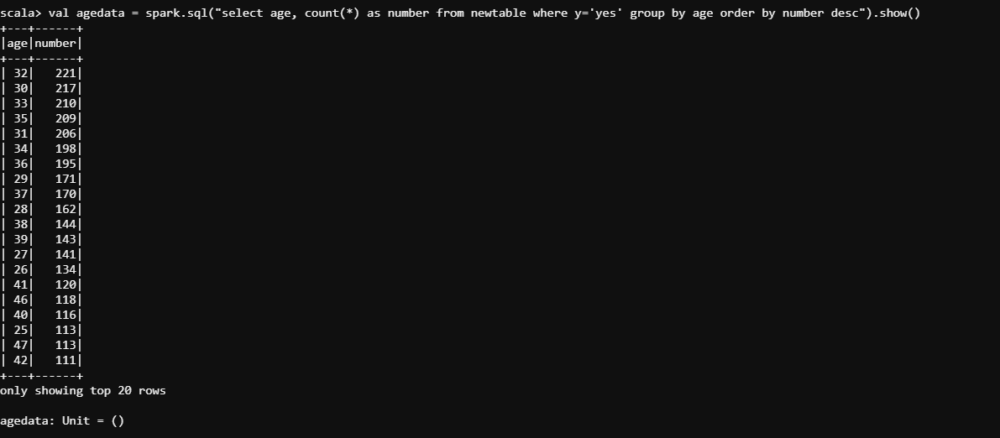 scala> val agedata = spark.sql("select age, count(*) as number from newtable where y='yes' group by age order by number desc").show()
+---+------+
|age|number|
+---+------+
| 32|   221|
| 30|   217|
| 33|   210|
| 35|   209|
| 31|   206|
| 34|   198|
| 36|   195|
| 29|   171|
| 37|   170|
| 28|   162|
| 38|   144|
| 39|   143|
| 27|   141|
| 26|   134|
| 41|   120|
| 46|   118|
| 40|   116|
| 25|   113|
| 47|   113|
| 42|   111|
+---+------+
only showing top 20 rows

agedata: Unit = ()